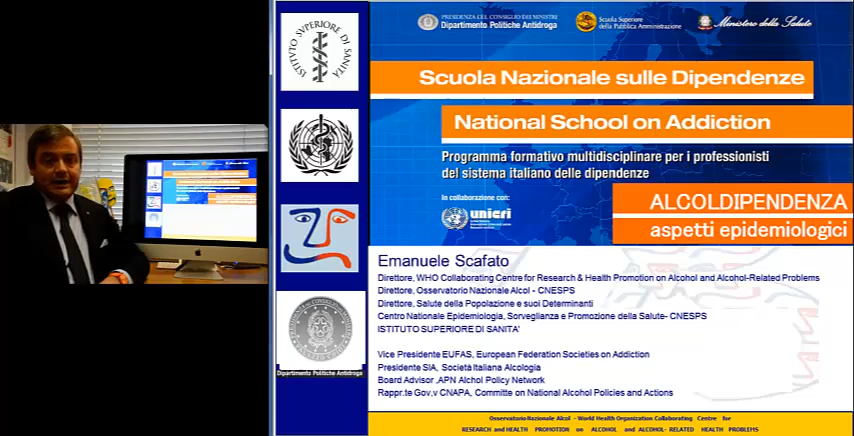 ISTITUTO SUPERIORE DI SANITA
Dipartimento Politiche Antidroga
PRESIDENZA DEL CONSIGLIO DEI MINISTRI
Dipartimento Politiche Antidroga
Scuola Superiore
della Pubblica Amministrazione
Ministero della Salute
Scuola Nazionale sulle Dipendenze
National School on Addiction
Programma formativo multidisciplinare per i professionisti
del sistema italiano delle dipendenze
In collaborazione con:
unicri
ALCOLDIPENDENZA
aspetti epidemiologici
Emanuele Scafato
Direttore, WHO Collaborating Centre for Research & Health Promotion on Alcohol and Alcohol-Related Problems
Direttore, Osservatorio Nazionale Alcol - CNESPS
Direttore, Salute della Popolazione e suoi Determinanti
Centro Nationale Epidemiologia, Sorveglianza e Promozione della Salute- CNESPS
ISTITUTO SUPERIORE DI SANITA'
Vice Presidente EUFAS, European Federation Societies on Addiction
Presidente SIA, Società Italiana Alcologia
Board Advisor ,APN Alchol Policy Network
Rappr.te Gov,v CNAPA, Committe on National Alcohol Policies and Actions
Osservatorio Nazionale Alcol - World Health Organization Collaborating Centre for
RESEARCH and HEALTH PROMOTION on ALCOHOL and ALCOHOL- RELATED HEALTH PROBLEMS